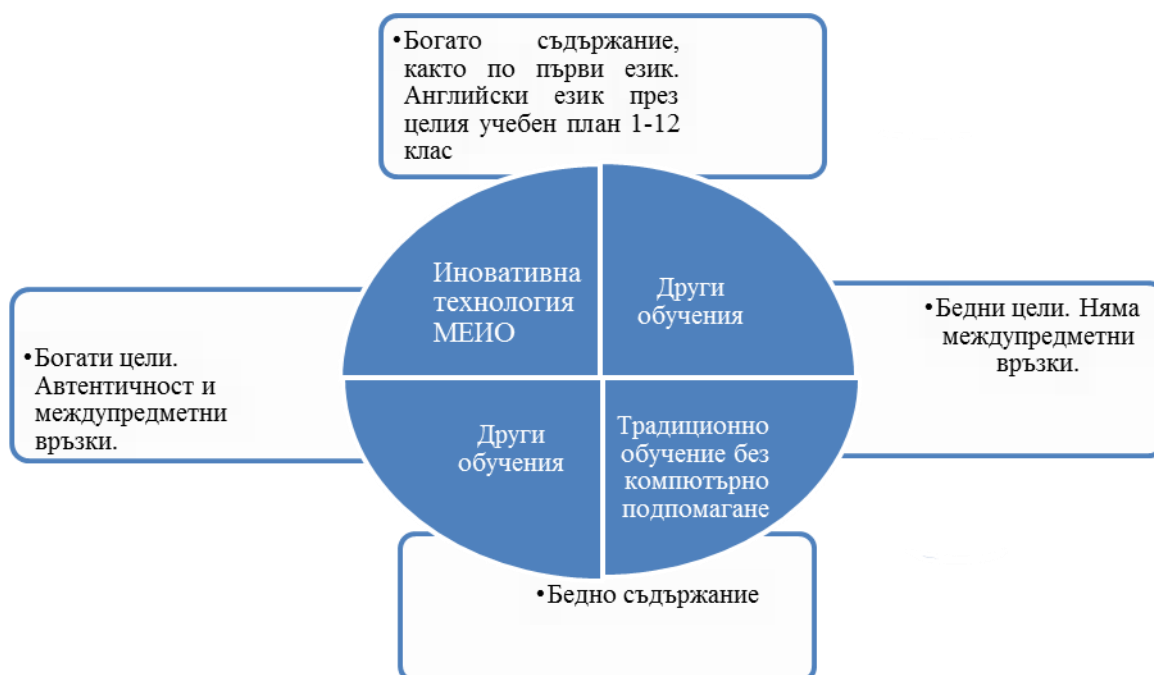 •Богато съдържание,
както по първи език.
Английски език през
целия учебен план 1-12
клас
Иновативна
технология
МЕИО
Други
обучения
•Богати цели.
Автентичност и
междупредметни
връзки.
•Бедни цели. Няма
междупредметни
връзки.
Други
обучения
Традиционно
обучение без
компютърно
подпомагане
•Бедно съдържание